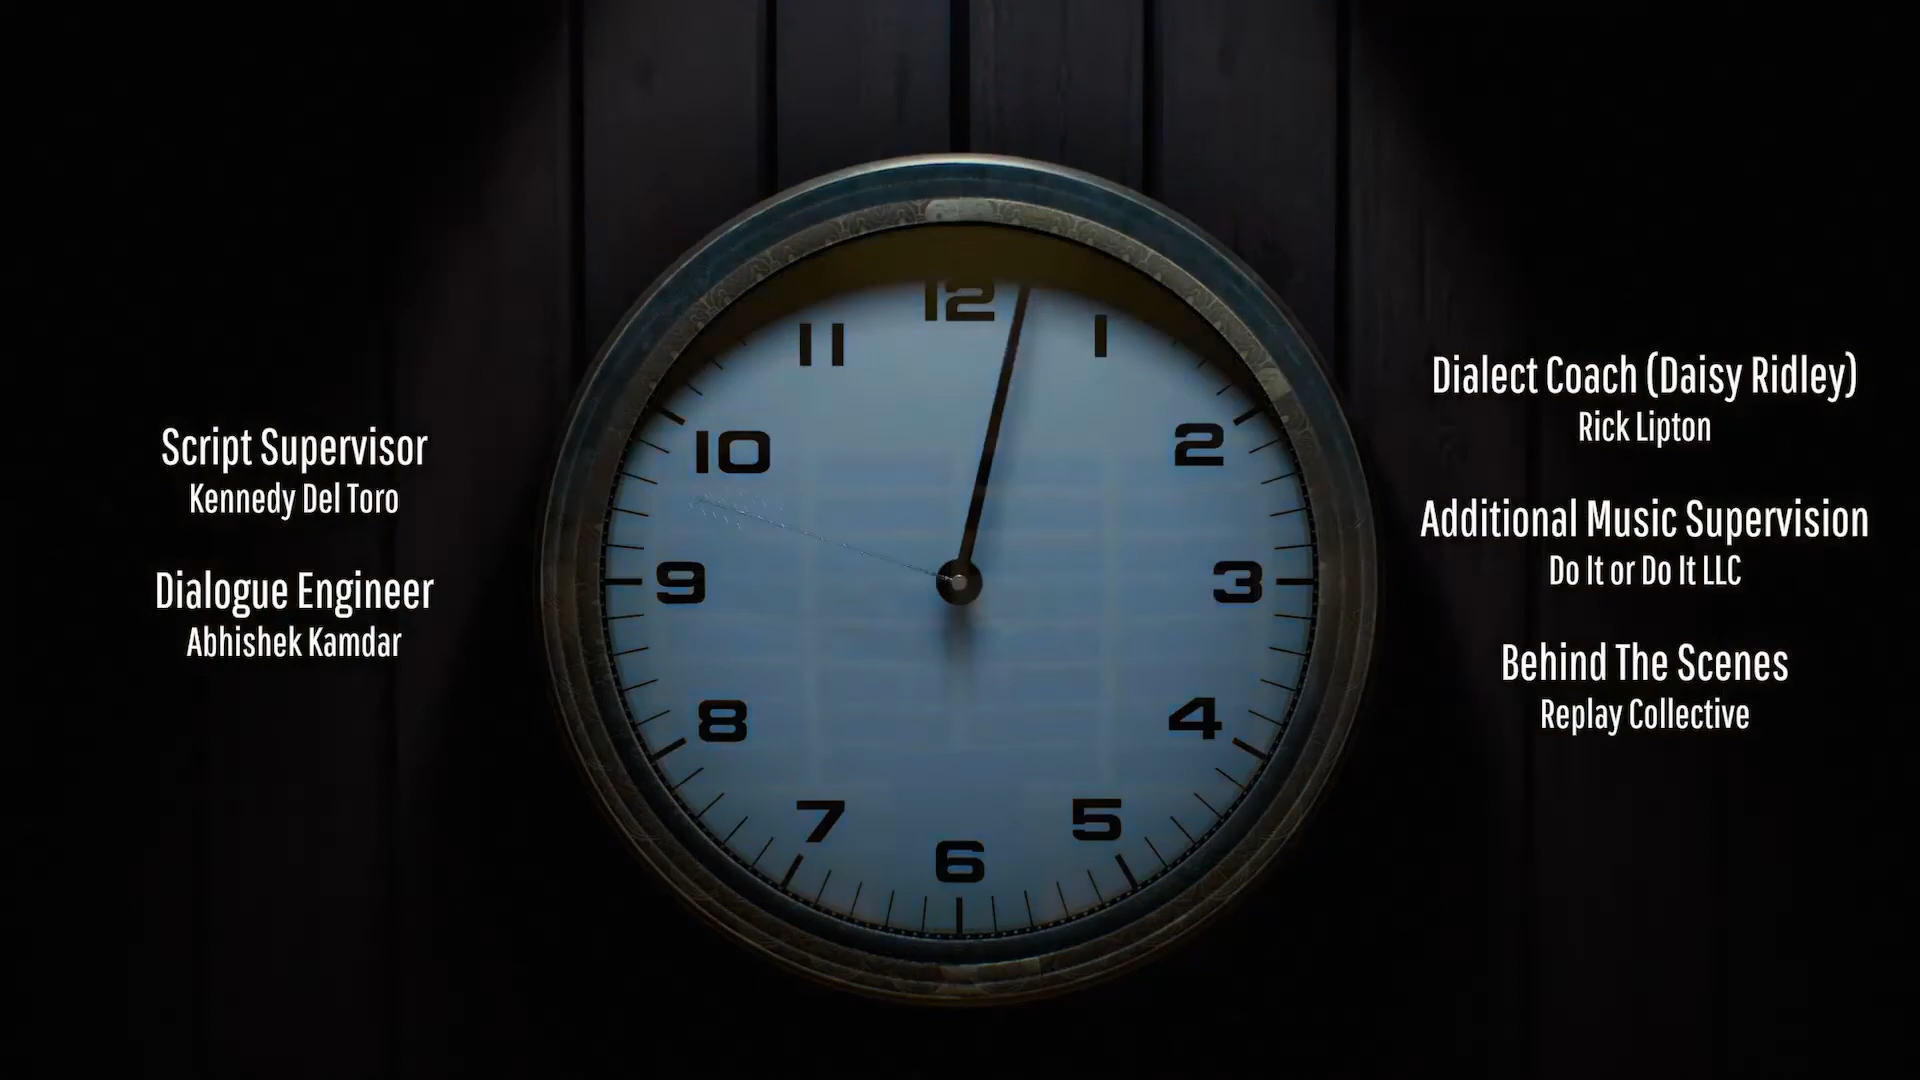 Script Supervisor
Kennedy Del Toro
Dialogue Engineer
Abhishek Kamdar
12
1
2
3
4
5
6
7
8
9
10
11
Dialect Coach (Daisy Ridley)
Rick Lipton
Additional Music Supervision
Do It or Do It LLC
Behind The Scenes
Replay Collective